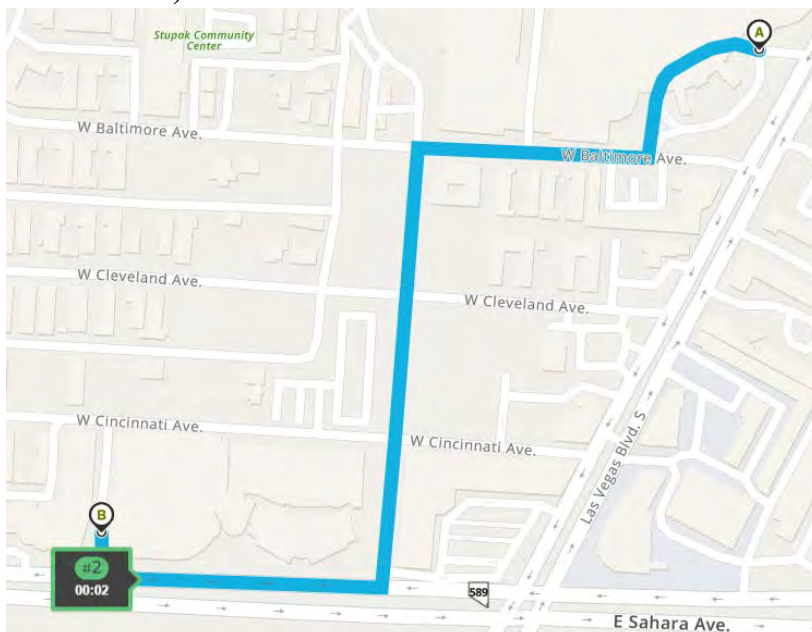 Stupak Community
Center
A
W Baltimore Ave.
W Baltimore Ave.
W Cleveland Ave.
W Cleveland Ave.
W Cincinnati Ave.
W Cincinnati Ave.
Las Vegas Blvd. S
B
#2
00:02
589
E Sahara Ave.